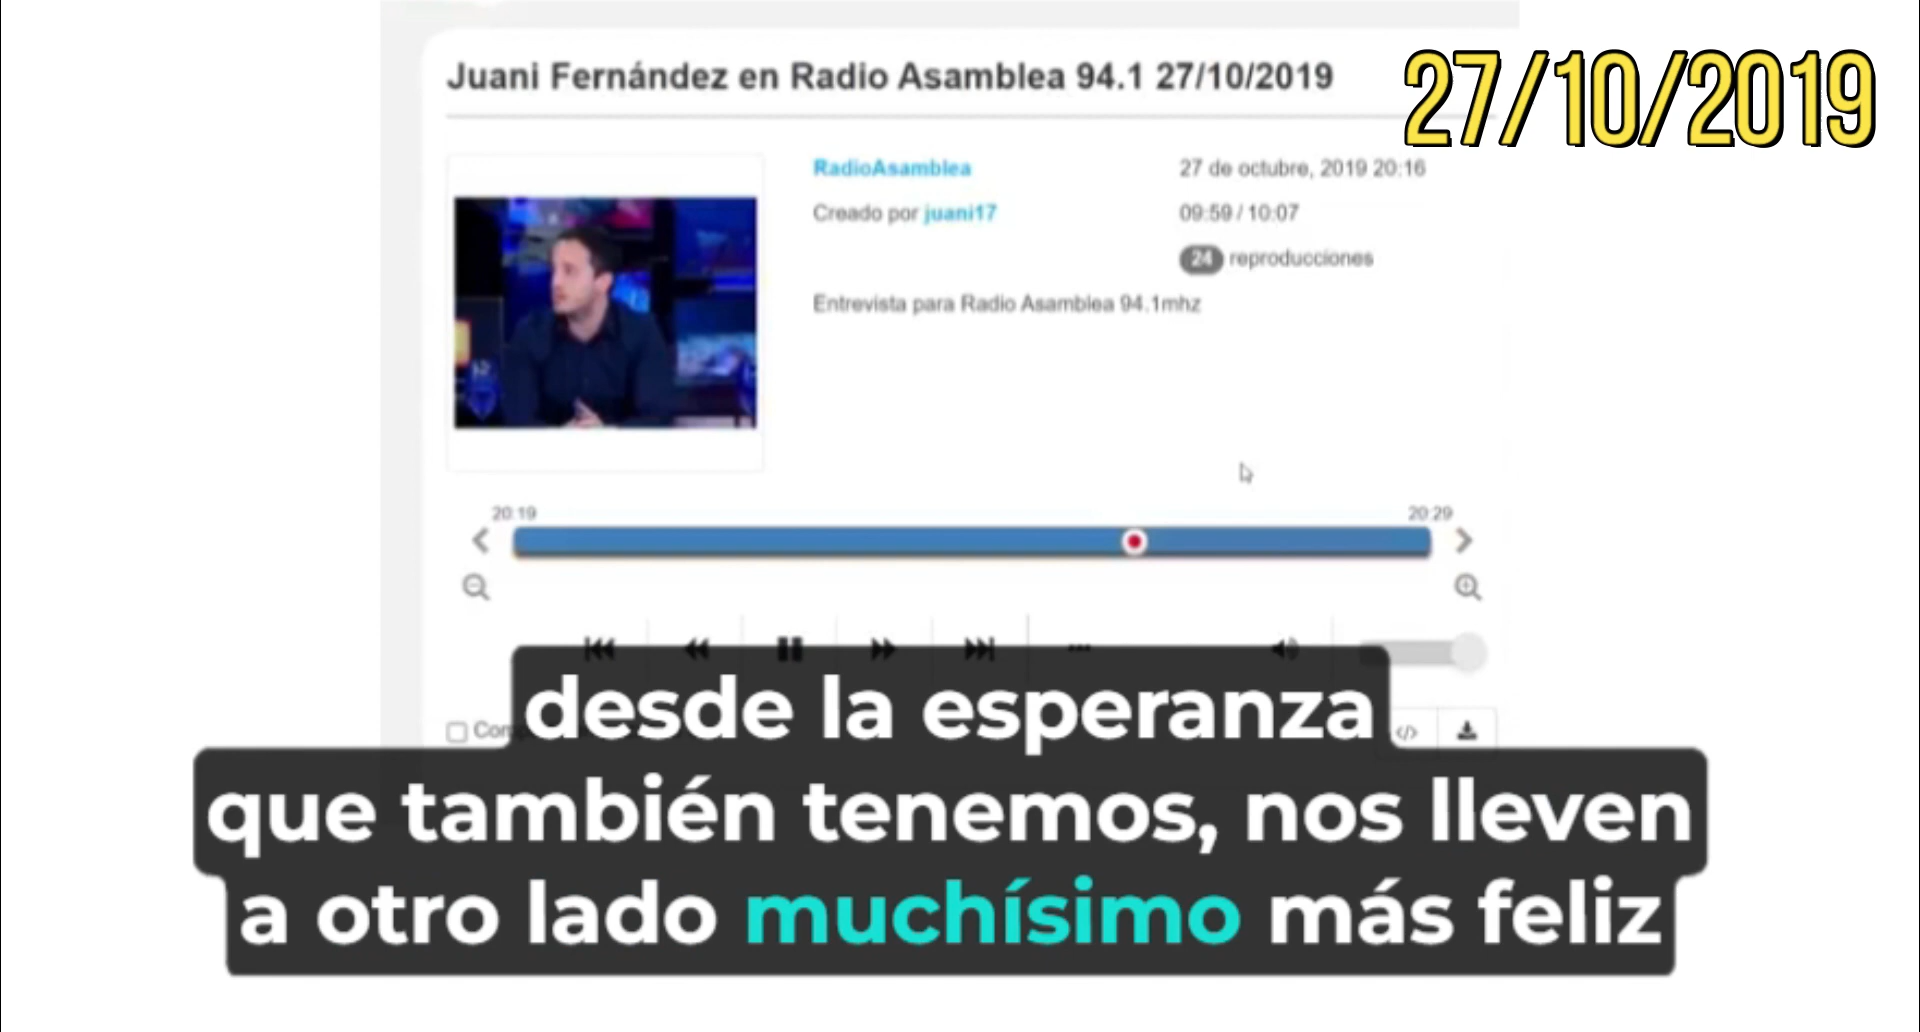 Juani Fernández en Radio Asamblea 94.1 27/10/2019
27/10/2019
RadioAsamblea
27 de octubre, 2019 20:16
Creado por juani17
09:59 / 10:07
24 reproducciones
Entrevista para Radio Asamblea 94.1mhz
20:19
20:29
desde la esperanza
que también tenemos, nos lleven
a otro lado muchísimo más feliz